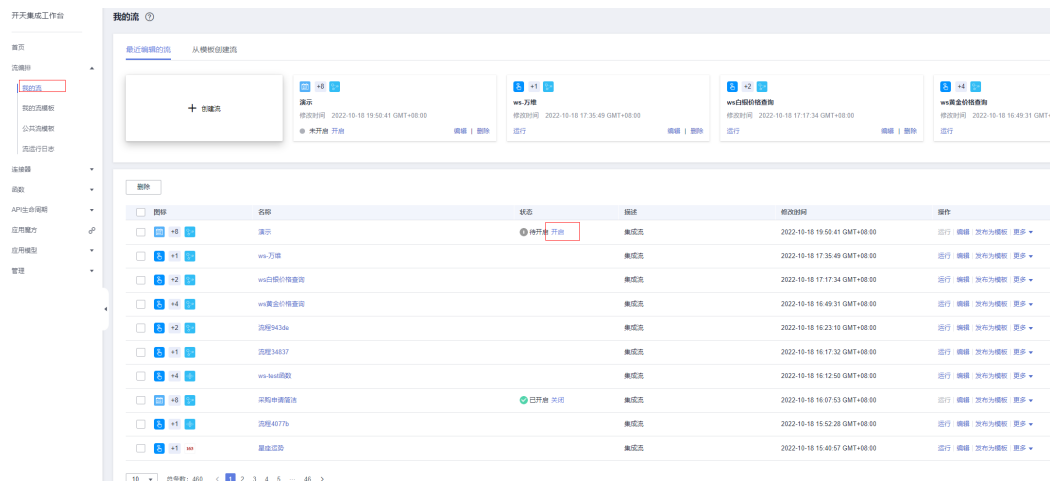 开天集成工作台
首页
流编排
我的流
我的流模板
公共流模板
流运行日志
连接器
函数
API生命周期
应用魔方
应用模型
管理
我的流
最近编辑的流 从模板创建流
+ 创建流
+8
演示
修改时间 2022-10-18 19:50:41 GMT+08:00
未开启 开启 编辑 | 删除
+1
ws-万维
修改时间 2022-10-18 17:35:49 GMT+08:00
运行 编辑 | 删除
+2
ws白银价格查询
修改时间 2022-10-18 17:17:34 GMT+08:00
运行 编辑 | 删除
+4
ws黄金价格查询
修改时间 2022-10-18 16:49:31 GMT+
运行
删除
图标 名称 状态 描述 修改时间 操作
+8 演示 待开启 开启 集成流 2022-10-18 19:50:41 GMT+08:00 运行 编辑 发布为模板 更多
+1 ws-万维 集成流 2022-10-18 17:35:49 GMT+08:00 运行 编辑 发布为模板 更多
+2 ws白银价格查询 集成流 2022-10-18 17:17:34 GMT+08:00 运行 编辑 发布为模板 更多
+4 ws黄金价格查询 集成流 2022-10-18 16:49:31 GMT+08:00 运行 编辑 发布为模板 更多
+2 流程943de 集成流 2022-10-18 16:23:10 GMT+08:00 运行 编辑 发布为模板 更多
+1 流程34837 集成流 2022-10-18 16:17:32 GMT+08:00 运行 编辑 发布为模板 更多
+4 ws-test函数 集成流 2022-10-18 16:12:50 GMT+08:00 运行 编辑 发布为模板 更多
+8 采购申请简洁 已开启 关闭 集成流 2022-10-18 16:07:53 GMT+08:00 运行 编辑 发布为模板 更多
+1 流程4077b 集成流 2022-10-18 15:52:28 GMT+08:00 运行 编辑 发布为模板 更多
+1 星座运势 集成流 2022-10-18 15:40:57 GMT+08:00 运行 编辑 发布为模板 更多
10 总条数: 460 < 1 2 3 4 5 ... 46 >